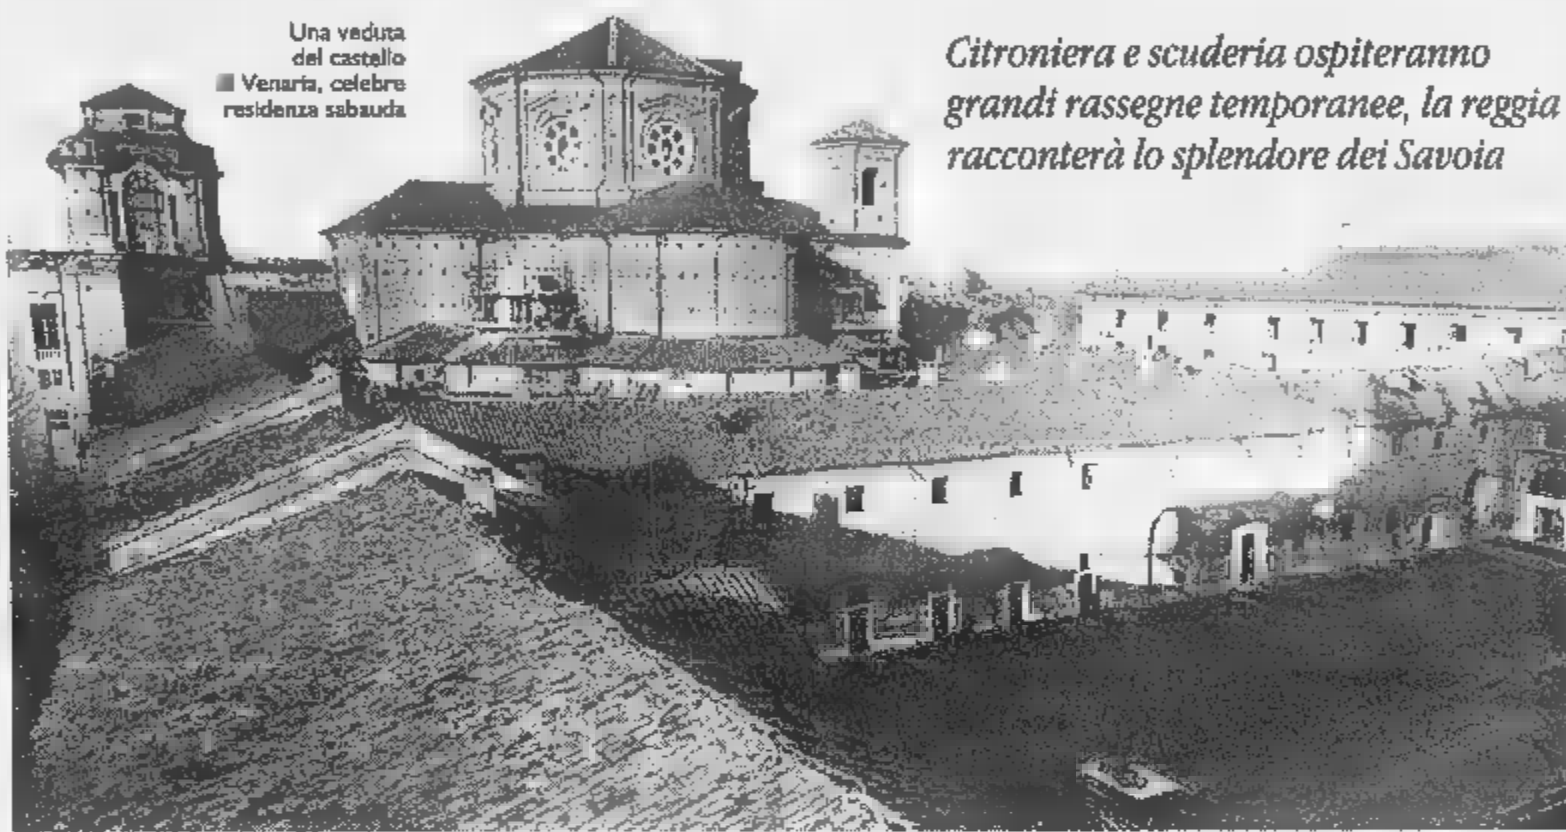 Una veduta
del castello
Venaria, celebre
residenza sabauda
Citroniera e scuderia ospiteranno
grandi rassegne temporanee, la reggia
racconterà lo splendore dei Savoia